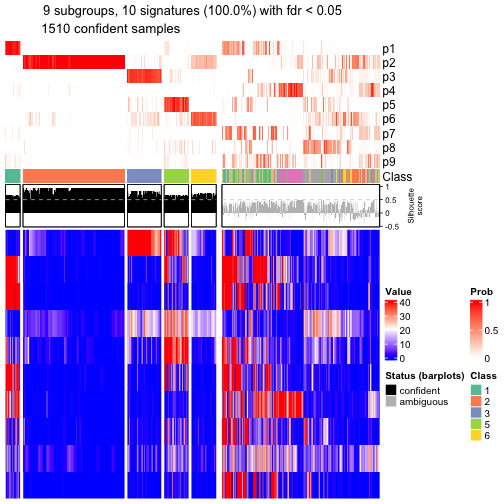 9 subgroups, 10 signatures (100.0%) with fdr < 0.05
1510 confident samples
p1
p2
p3
p4
p5
p6
p7
p8
p9
Class
1
0.5
0
-0.5
Silhouette
score
Value
40
30
20
10
0
Prob
1
0.5
0
Status (barplots)
confident
ambiguous
Class
1
2
3
5
6